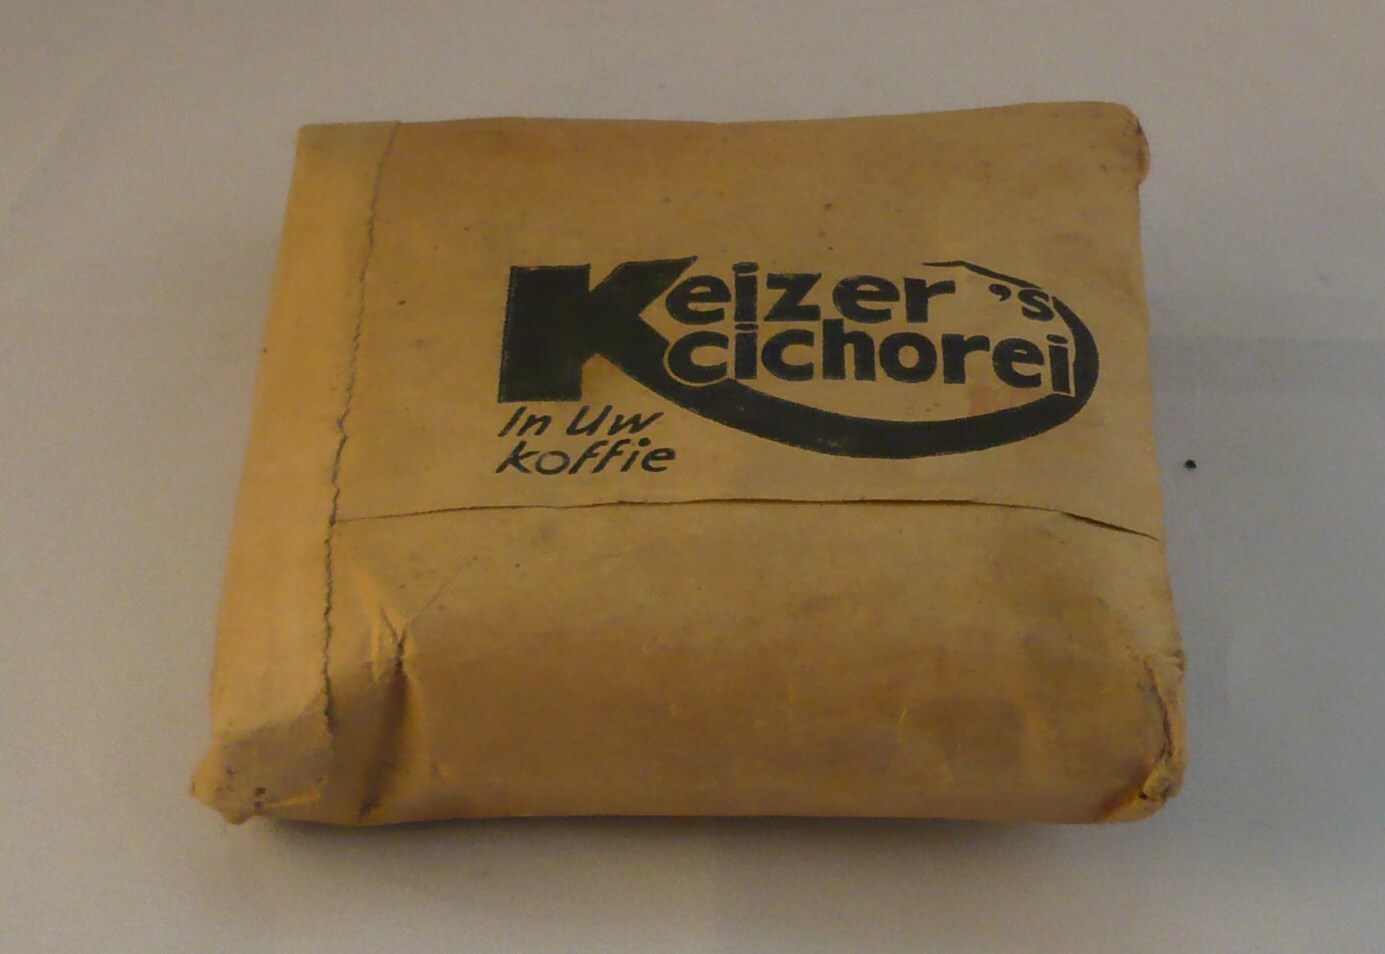 Keizer's
cichorei
In Uw
koffie